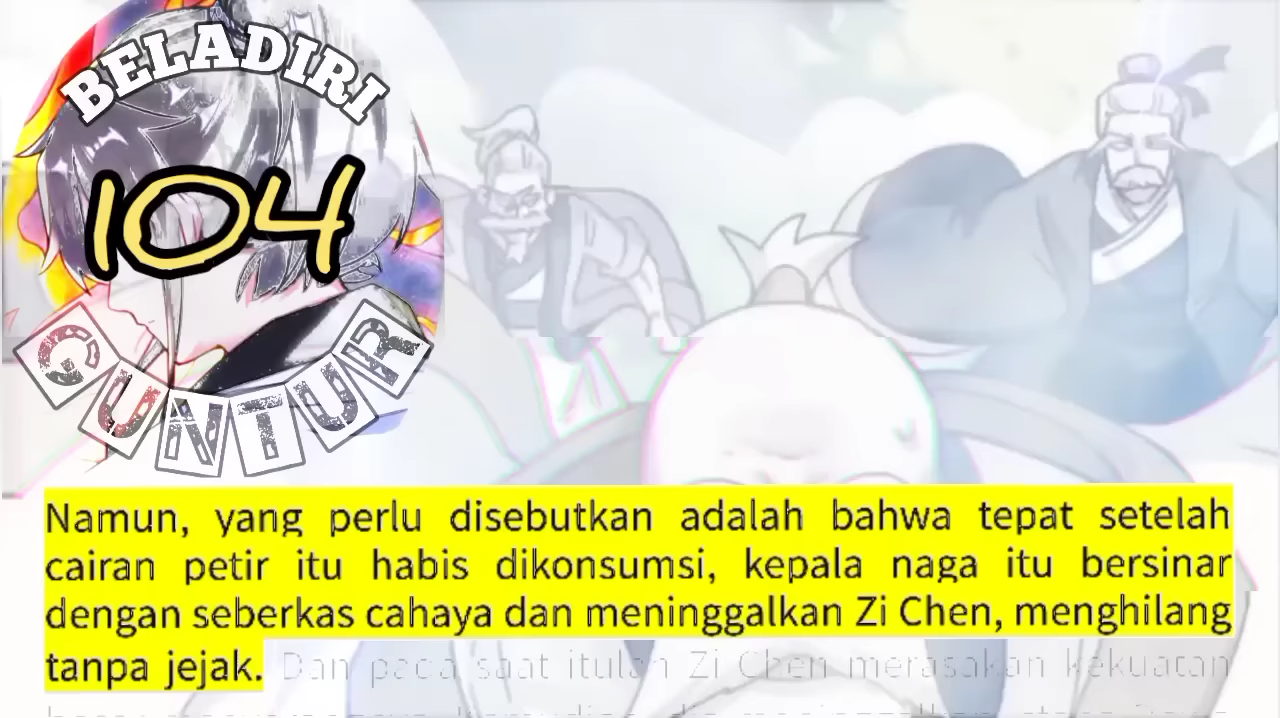 BELADIRI
104
GUNTUR
Namun, yang perlu disebutkan adalah bahwa tepat setelah
cairan petir itu habis dikonsumsi, kepala naga itu bersinar
dengan seberkas cahaya dan meninggalkan Zi Chen, menghilang
tanpa jejak. Dan pada saat itulah Zi Chen merasakan kekuatan